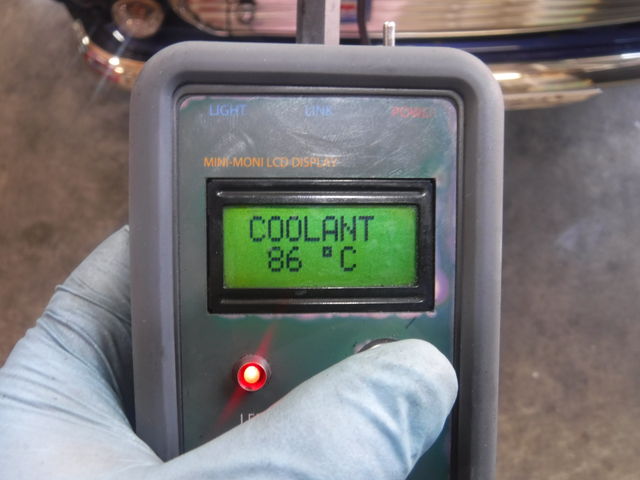 LIGHT LINK POWER
MINI-MONI LCD DISPLAY
COOLANT
86 °C